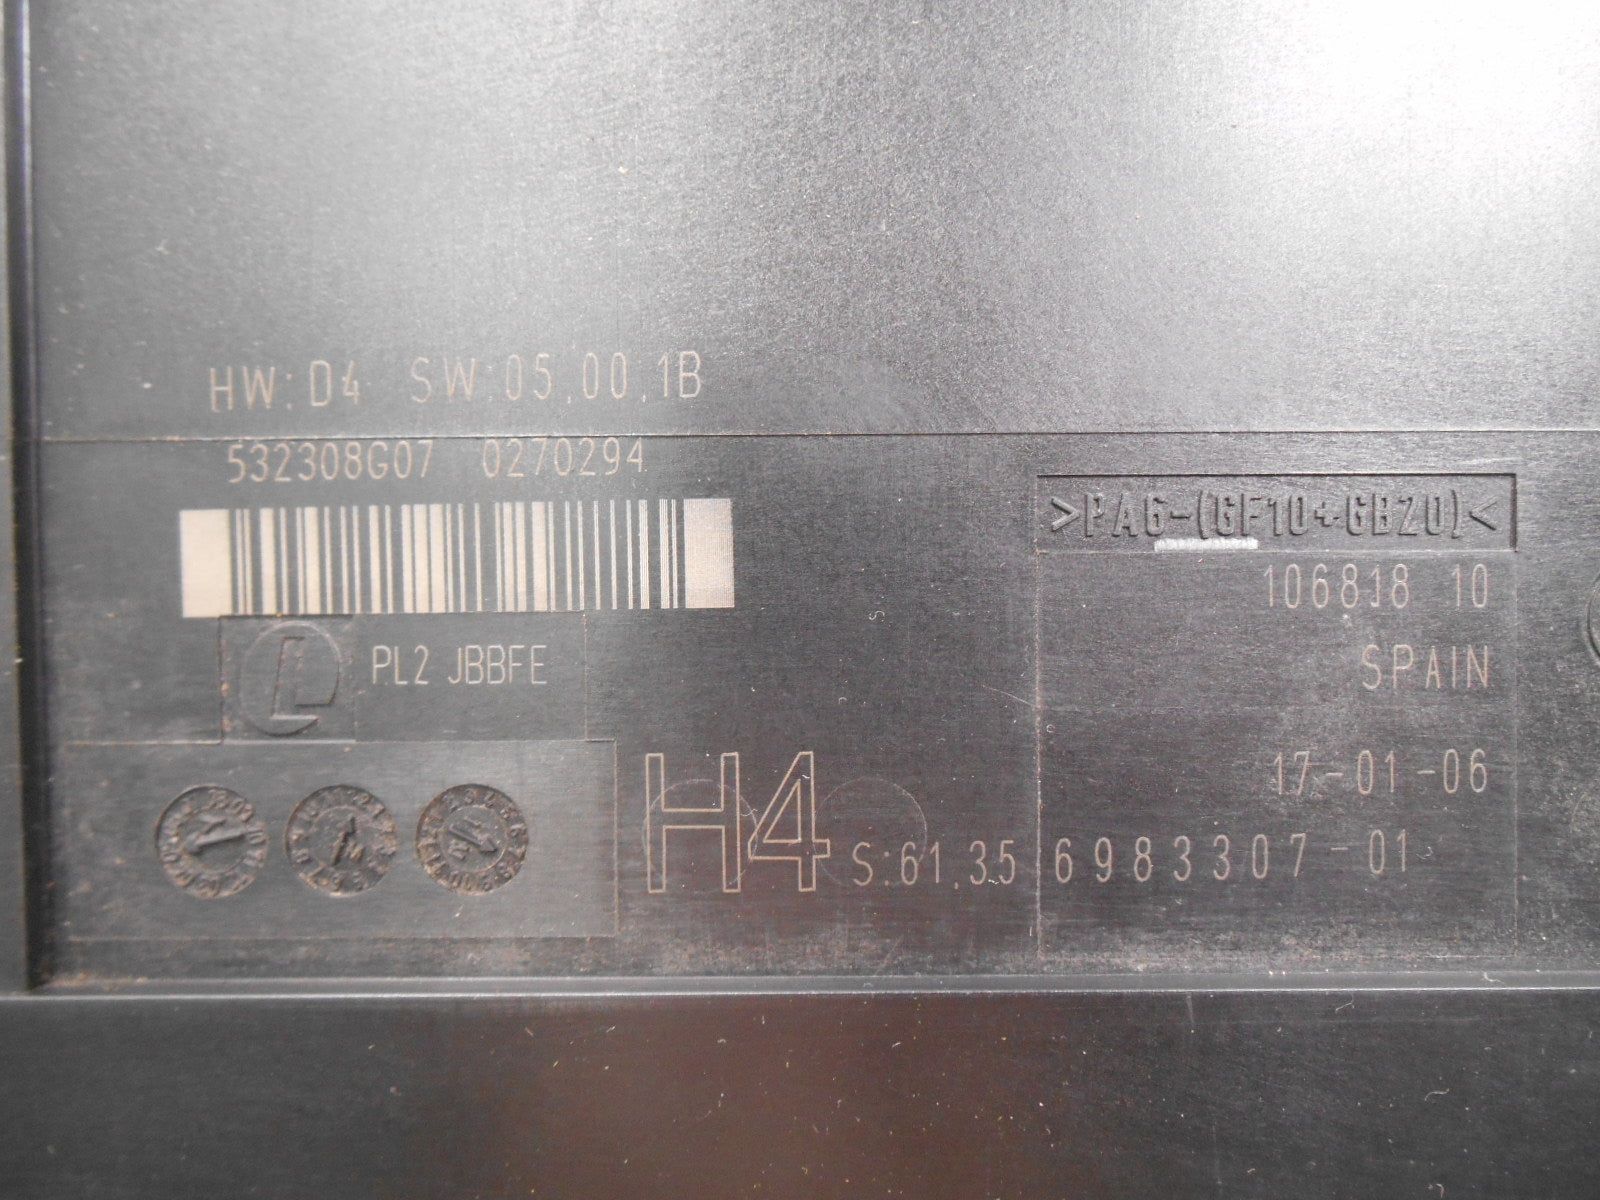 HW:D4 SW:05.00.1B
532308G07 0270294
>PA6-(GF10+GB20)<
106818 10
PL2 JBBFE
SPAIN
17-01-06
H4 S:61.35 6983307-01